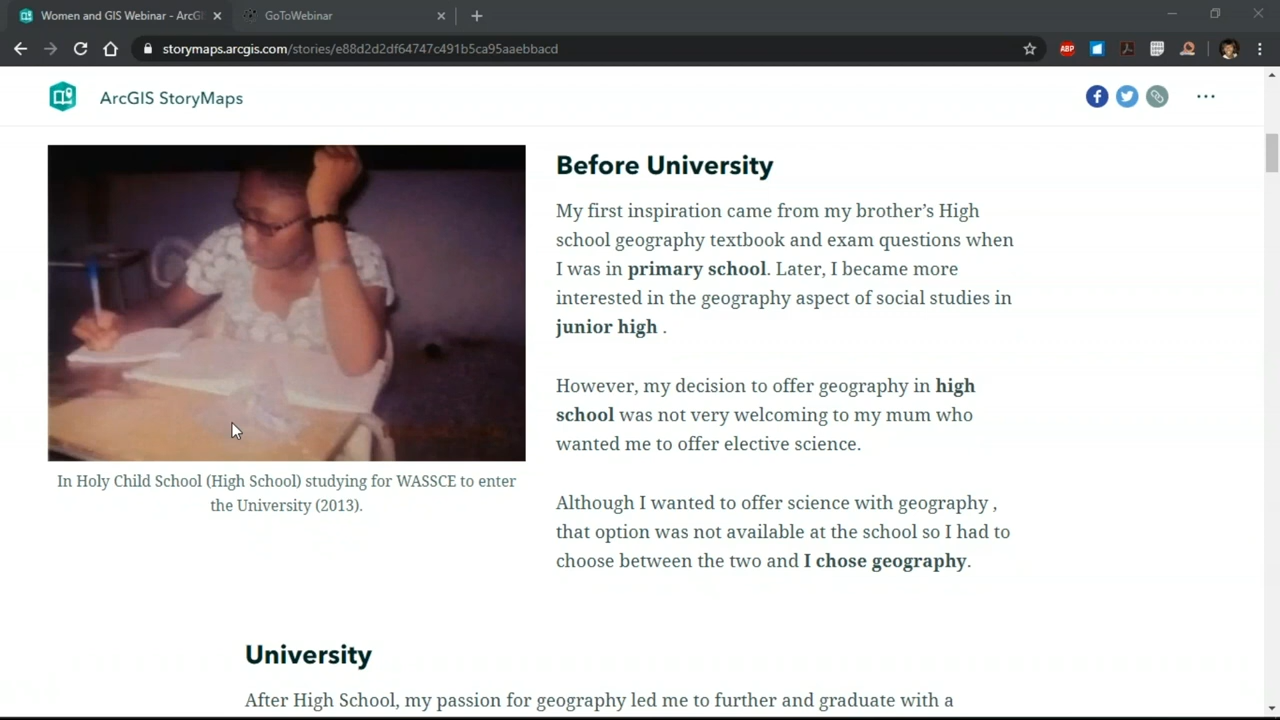 Women and GIS Webinar - ArcG
GoToWebinar
storymaps.arcgis.com/stories/e88d2d2df64747c491b5ca95aaebbacd
ABP
ArcGIS StoryMaps
Before University
My first inspiration came from my brother’s High
school geography textbook and exam questions when
I was in primary school. Later, I became more
interested in the geography aspect of social studies in
junior high .
However, my decision to offer geography in high
school was not very welcoming to my mum who
wanted me to offer elective science.
Although I wanted to offer science with geography ,
that option was not available at the school so I had to
choose between the two and I chose geography.
In Holy Child School (High School) studying for WASSCE to enter
the University (2013).
University
After High School, my passion for geography led me to further and graduate with a